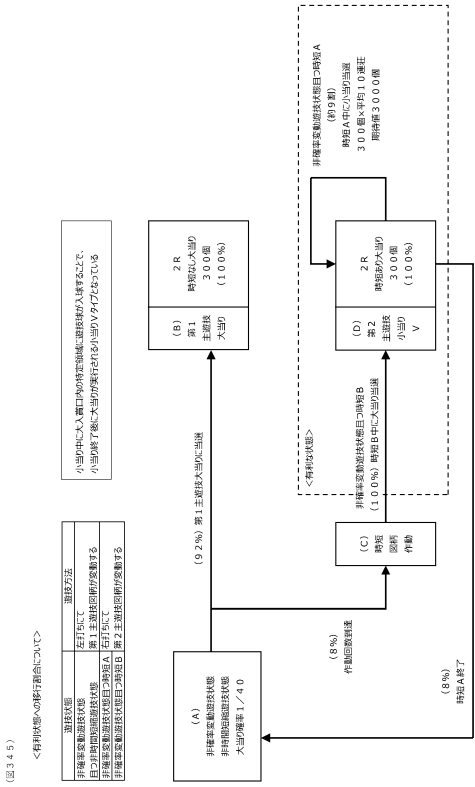 （図３４５）
＜有利状態への移行割合について＞
遊技状態
遊技方法
非確率変動遊技状態
且つ非時間短縮遊技状態
左打ちにて
第１主遊技図柄が変動する
非確率変動遊技状態且つ時短Ａ
非確率変動遊技状態且つ時短Ｂ
右打ちにて
第２主遊技図柄が変動する
小当り中に大入賞口内の特定領域に遊技球が入球することで、
小当り終了後に大当りが実行される小当りＶタイプとなっている
（Ａ）
非確率変動遊技状態
非時間短縮遊技状態
大当り確率１／４０
（９２％）第１主遊技大当りに当選
（Ｂ）
第１
主遊技
大当り
２Ｒ
時短なし大当り
３００個
（１００％）
（８％）
作動回数到達
（Ｃ）
時短
図柄
作動
＜有利な状態＞
非確率変動遊技状態且つ時短Ｂ
（１００％）時短Ｂ中に大当り当選
（Ｄ）
第２
主遊技
小当り
Ｖ
２Ｒ
時短あり大当り
３００個
（１００％）
非確率変動遊技状態且つ時短Ａ
（約９割）
時短Ａ中に小当り当選
３００個×平均１０連荘
期待値３０００個
（８％）
時短Ａ終了